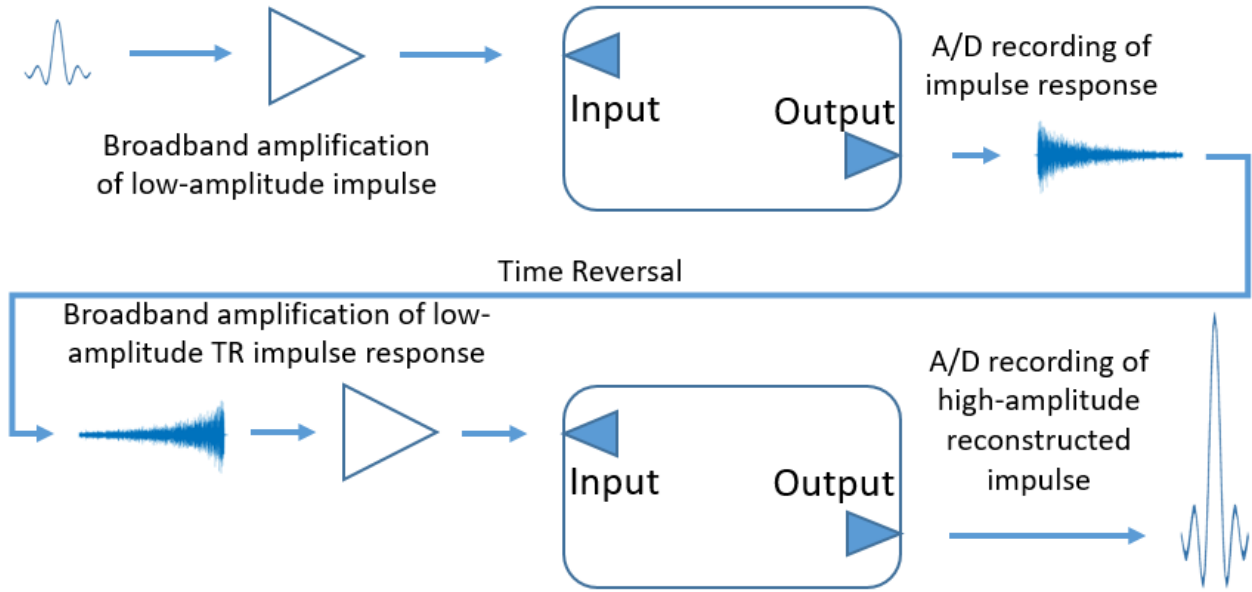 A/D recording of
impulse response
Input
Output
Broadband amplification
of low-amplitude impulse
Time Reversal
Broadband amplification of low-
amplitude TR impulse response
A/D recording of
high-amplitude
reconstructed
impulse
Input
Output